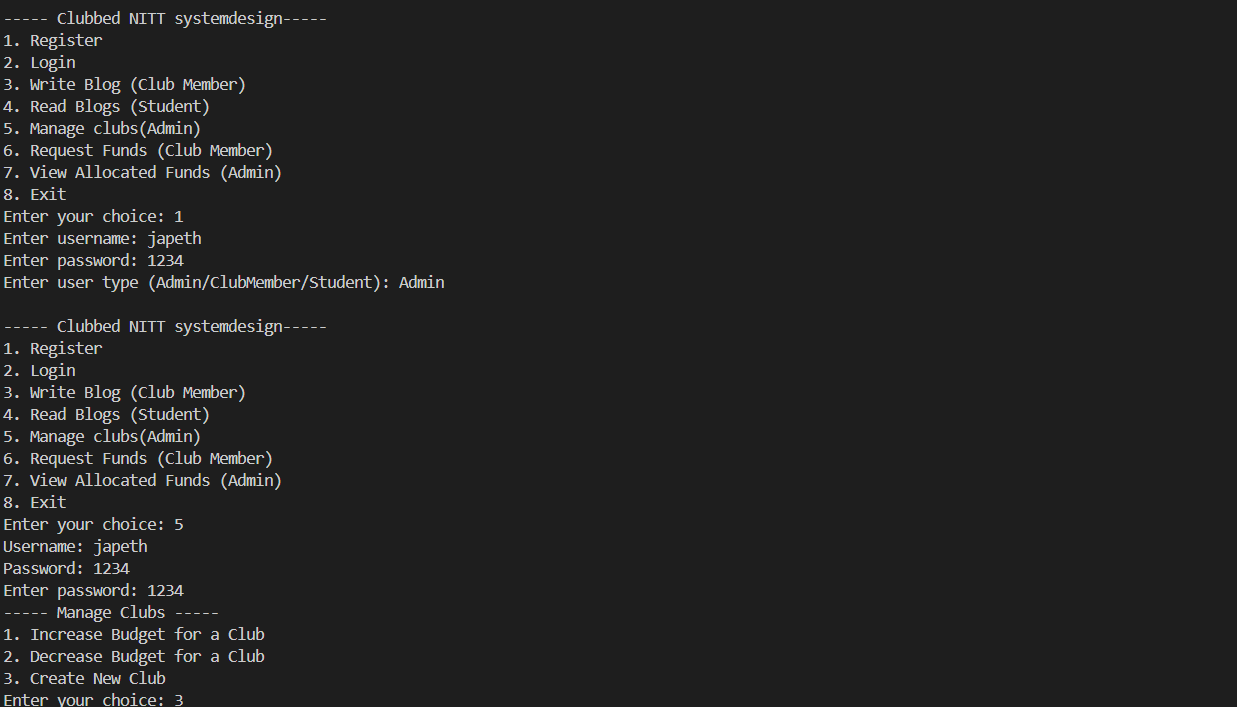 ----- Clubbed NITT systemdesign-----
1. Register
2. Login
3. Write Blog (Club Member)
4. Read Blogs (Student)
5. Manage clubs(Admin)
6. Request Funds (Club Member)
7. View Allocated Funds (Admin)
8. Exit
Enter your choice: 1
Enter username: japeth
Enter password: 1234
Enter user type (Admin/ClubMember/Student): Admin

----- Clubbed NITT systemdesign-----
1. Register
2. Login
3. Write Blog (Club Member)
4. Read Blogs (Student)
5. Manage clubs(Admin)
6. Request Funds (Club Member)
7. View Allocated Funds (Admin)
8. Exit
Enter your choice: 5
Username: japeth
Password: 1234
Enter password: 1234
----- Manage Clubs -----
1. Increase Budget for a Club
2. Decrease Budget for a Club
3. Create New Club
Enter your choice: 3